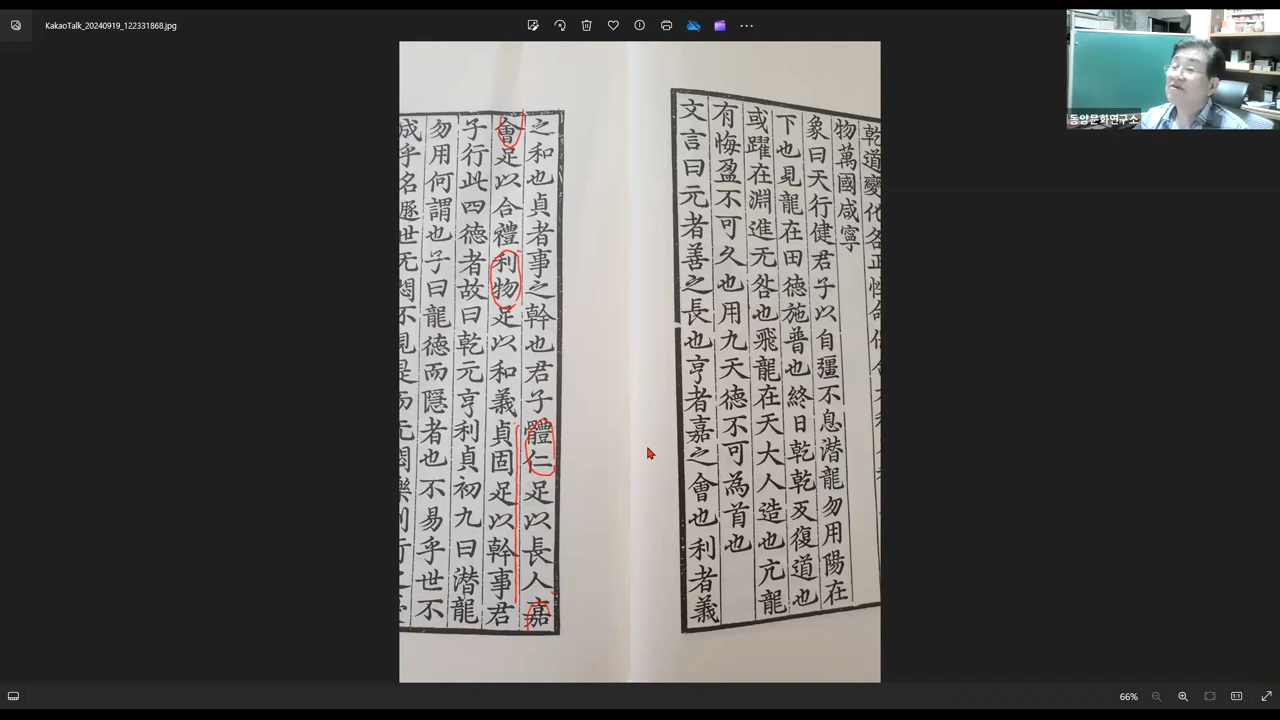 KakaoTalk_20240919_122331868.jpg
동양문화연구소
乾道變化各正性命
物萬國咸寧
象曰天行健君子以自彊不息潜龍勿用陽在
下也見龍在田德施普也終日乾乾反復道也
或躍在淵進无咎也飛龍在天大人造也亢龍
有悔盈不可久也用九天德不可為首也
文言曰元者善之長也亨者嘉之會也利者義
之和也貞者事之幹也君子體仁足以長人嘉
會足以合禮利物足以和義貞固足以幹事君
子行此四德者故曰乾元亨利貞初九曰潜龍
勿用何謂也子曰龍德而隱者也不易乎世不
成乎名遯世无悶不見是而无悶樂則行之
66%